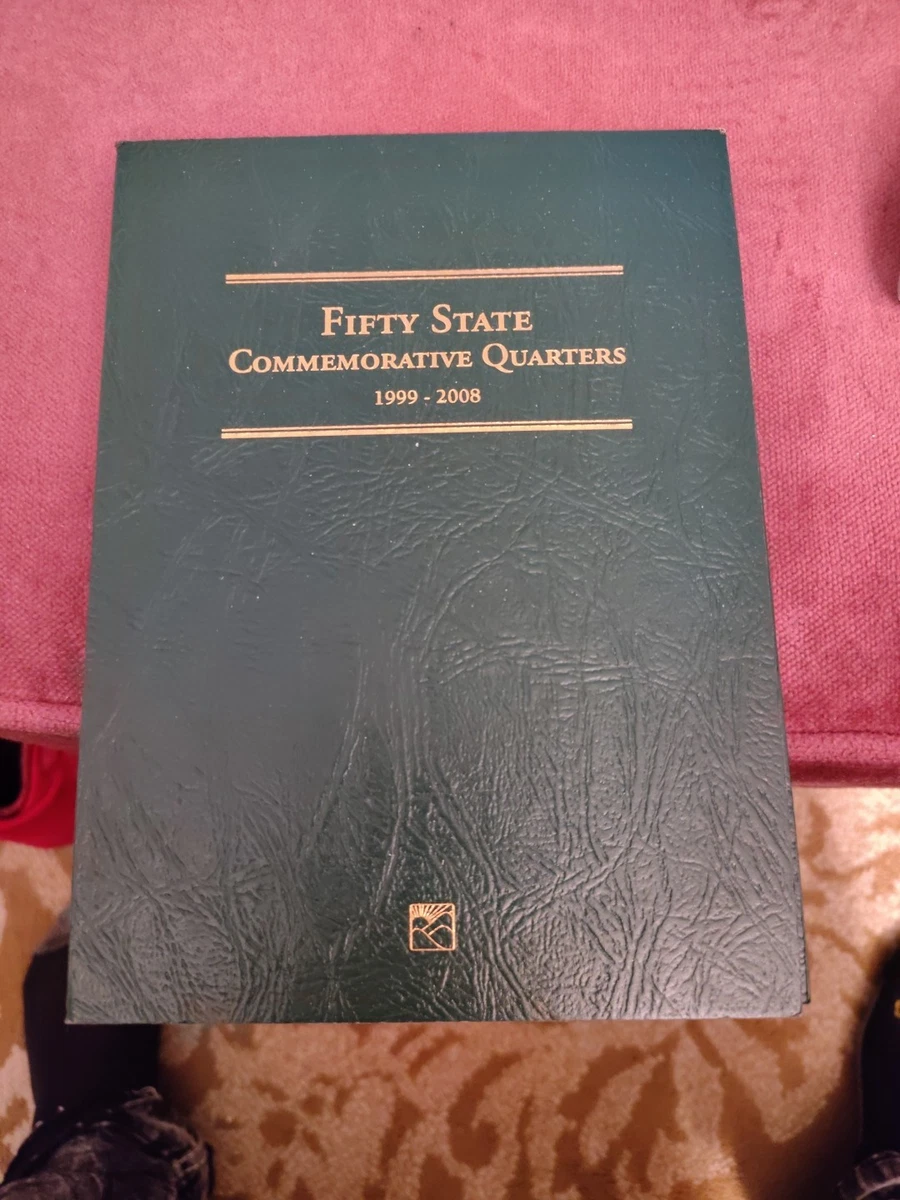 Fifty State
Commemorative Quarters
1999 - 2008